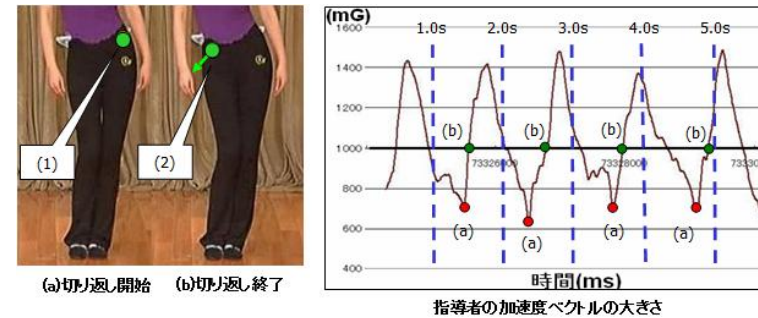 (1)
(2)
(a)切り返し開始
(b)切り返し終了
(mG)
1600
1400
1200
1000
800
600
400
1.0s
2.0s
3.0s
4.0s
5.0s
(b)
(b)
(b)
(b)
73328000
(a)
(a)
(a)
(a)
時間(ms)
指導者の加速度ベクトルの大きさ